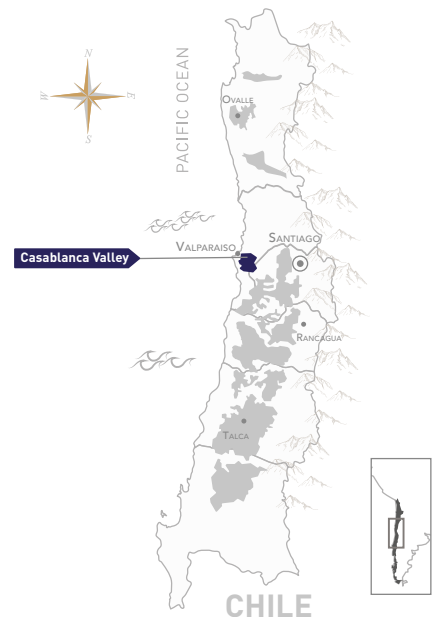 N
W
E
S
PACIFIC OCEAN
OVALLE
VALPARAISO
SANTIAGO
Casablanca Valley
RANCAGUA
TALCA
CHILE